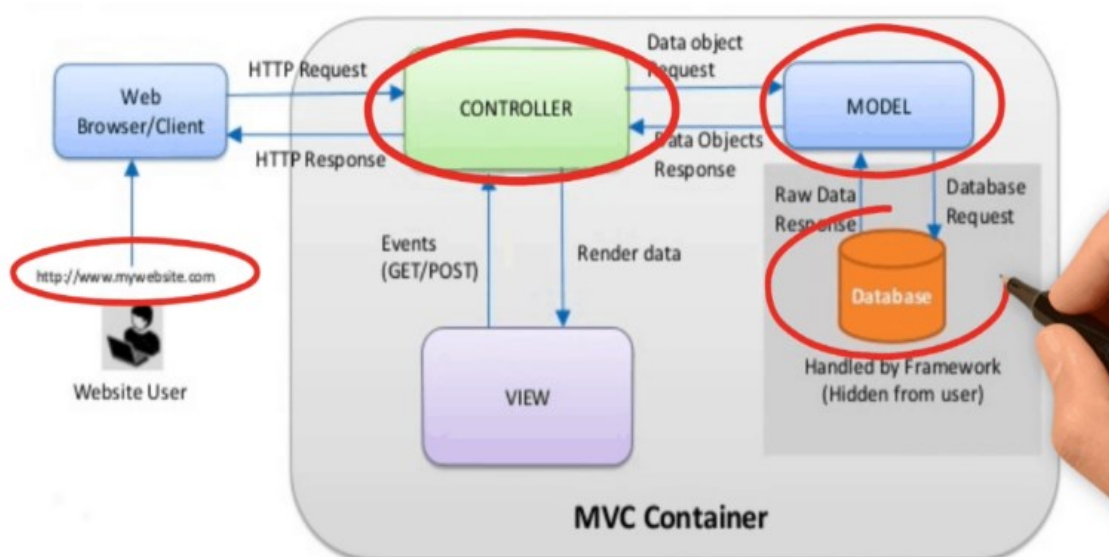 HTTP Request
Web
Browser/Client
HTTP Response
http://www.mywebsite.com
Website User
CONTROLLER
Data object
Request
MODEL
Data Objects
Response
Events
(GET/POST)
Render data
VIEW
Raw Data
Response
Database
Request
Database
Handled by Framework
(Hidden from user)
MVC Container